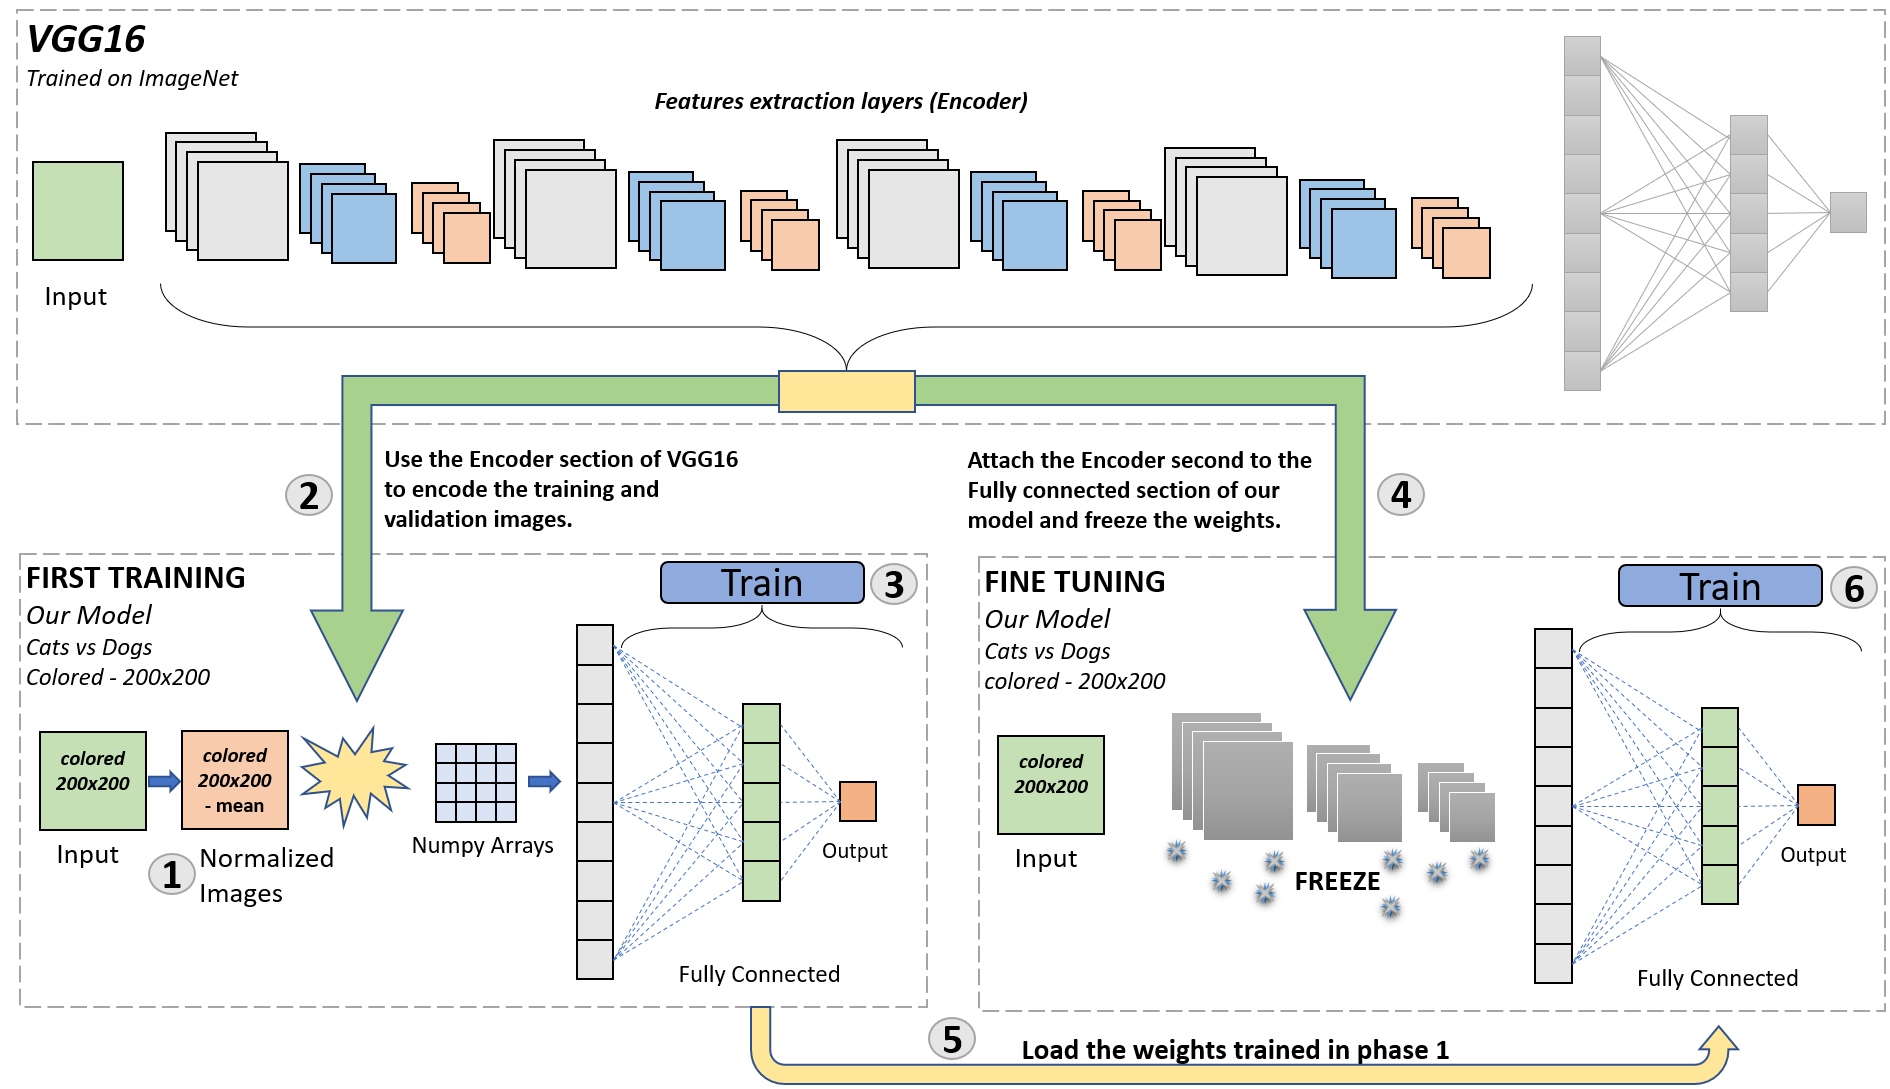 VGG16
Trained on ImageNet
Features extraction layers (Encoder)
Input
2
Use the Encoder section of VGG16
to encode the training and
validation images.
Attach the Encoder second to the
Fully connected section of our
model and freeze the weights.
4
FIRST TRAINING
Our Model
Cats vs Dogs
Colored - 200x200
Train
3
colored
200x200
colored
200x200
- mean
Input
1
Normalized
Images
Numpy Arrays
Output
Fully Connected
FINE TUNING
Our Model
Cats vs Dogs
colored - 200x200
Train
6
colored
200x200
Input
FREEZE
Output
Fully Connected
5
Load the weights trained in phase 1